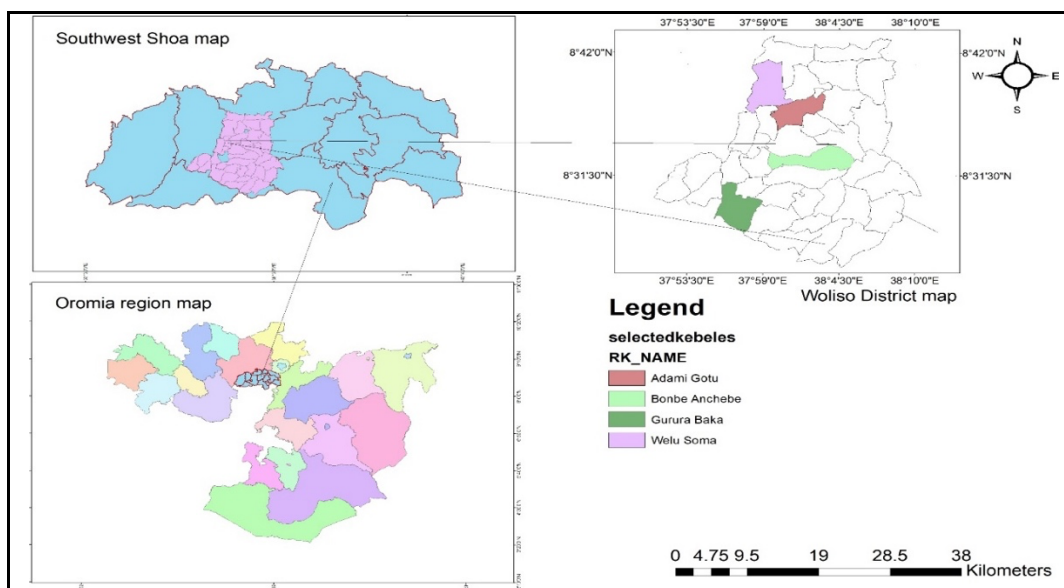 Southwest Shoa map
37°53'30"E 37°59'0"E 38°4'30"E 38°10'0"E
8°42'0"N 8°42'0"N
N
W E
S
8°31'30"N 8°31'30"N
37°53'30"E 37°59'0"E 38°4'30"E 38°10'0"E
Woliso District map
Oromia region map
Legend
selectedkebeles
RK_NAME
Adami Gotu
Bonbe Anchebe
Gurura Baka
Welu Soma
0 4.75 9.5 19 28.5 38
Kilometers